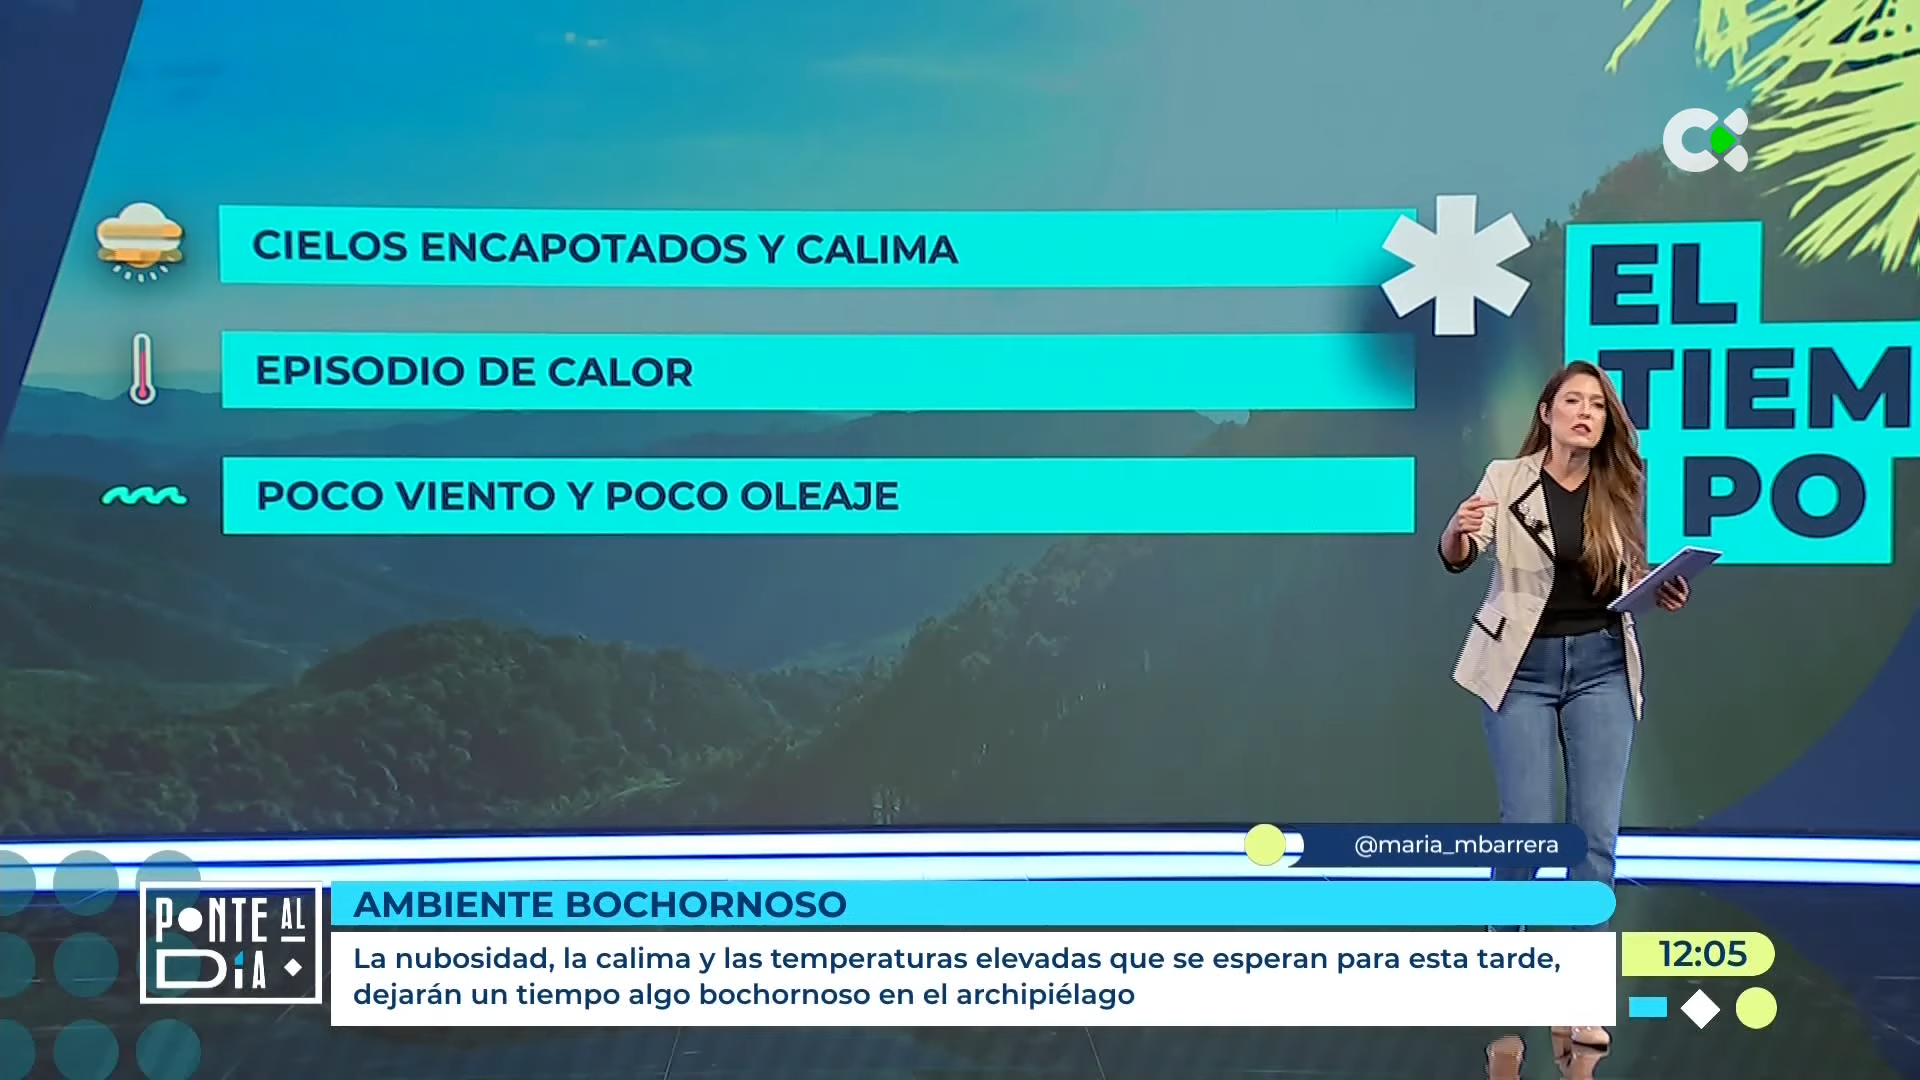 CIELOS ENCAPOTADOS Y CALIMA
EPISODIO DE CALOR
POCO VIENTO Y POCO OLEAJE
EL
TIEM
PO
@maria_mbarrera
PONTE AL
DÍA
AMBIENTE BOCHORNOSO
La nubosidad, la calima y las temperaturas elevadas que se esperan para esta tarde,
dejarán un tiempo algo bochornoso en el archipiélago
12:05